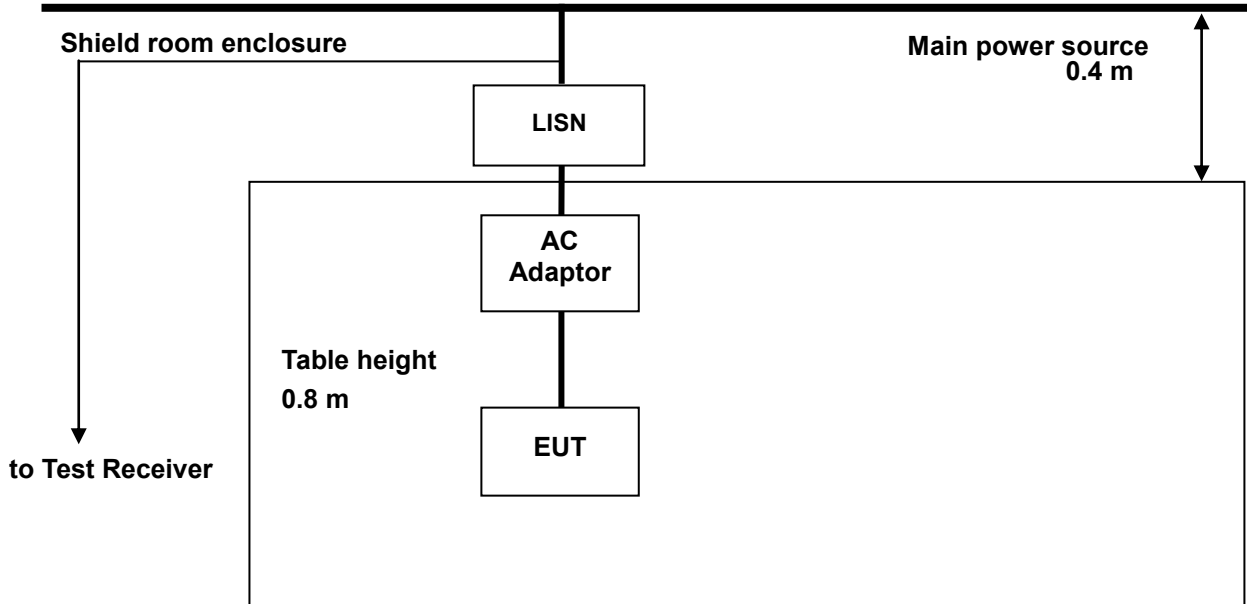 Shield room enclosure
Main power source
0.4 m
LISN
AC
Adaptor
Table height
0.8 m
EUT
to Test Receiver